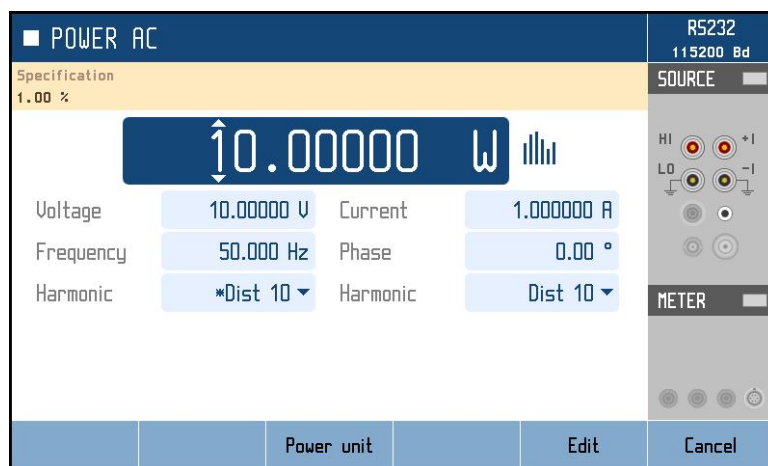 POWER AC
RS232
115200 Bd
Specification
1.00 %
SOURCE
10.00000 W
HI
+I
LO
-I
Voltage 10.00000 V Current 1.000000 A
Frequency 50.000 Hz Phase 0.00 °
Harmonic *Dist 10 Harmonic Dist 10
METER
Power unit Edit Cancel